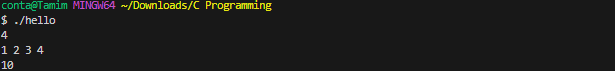 conta@Tamim MINGW64 ~/Downloads/C Programming
$ ./hello
4
1 2 3 4
10